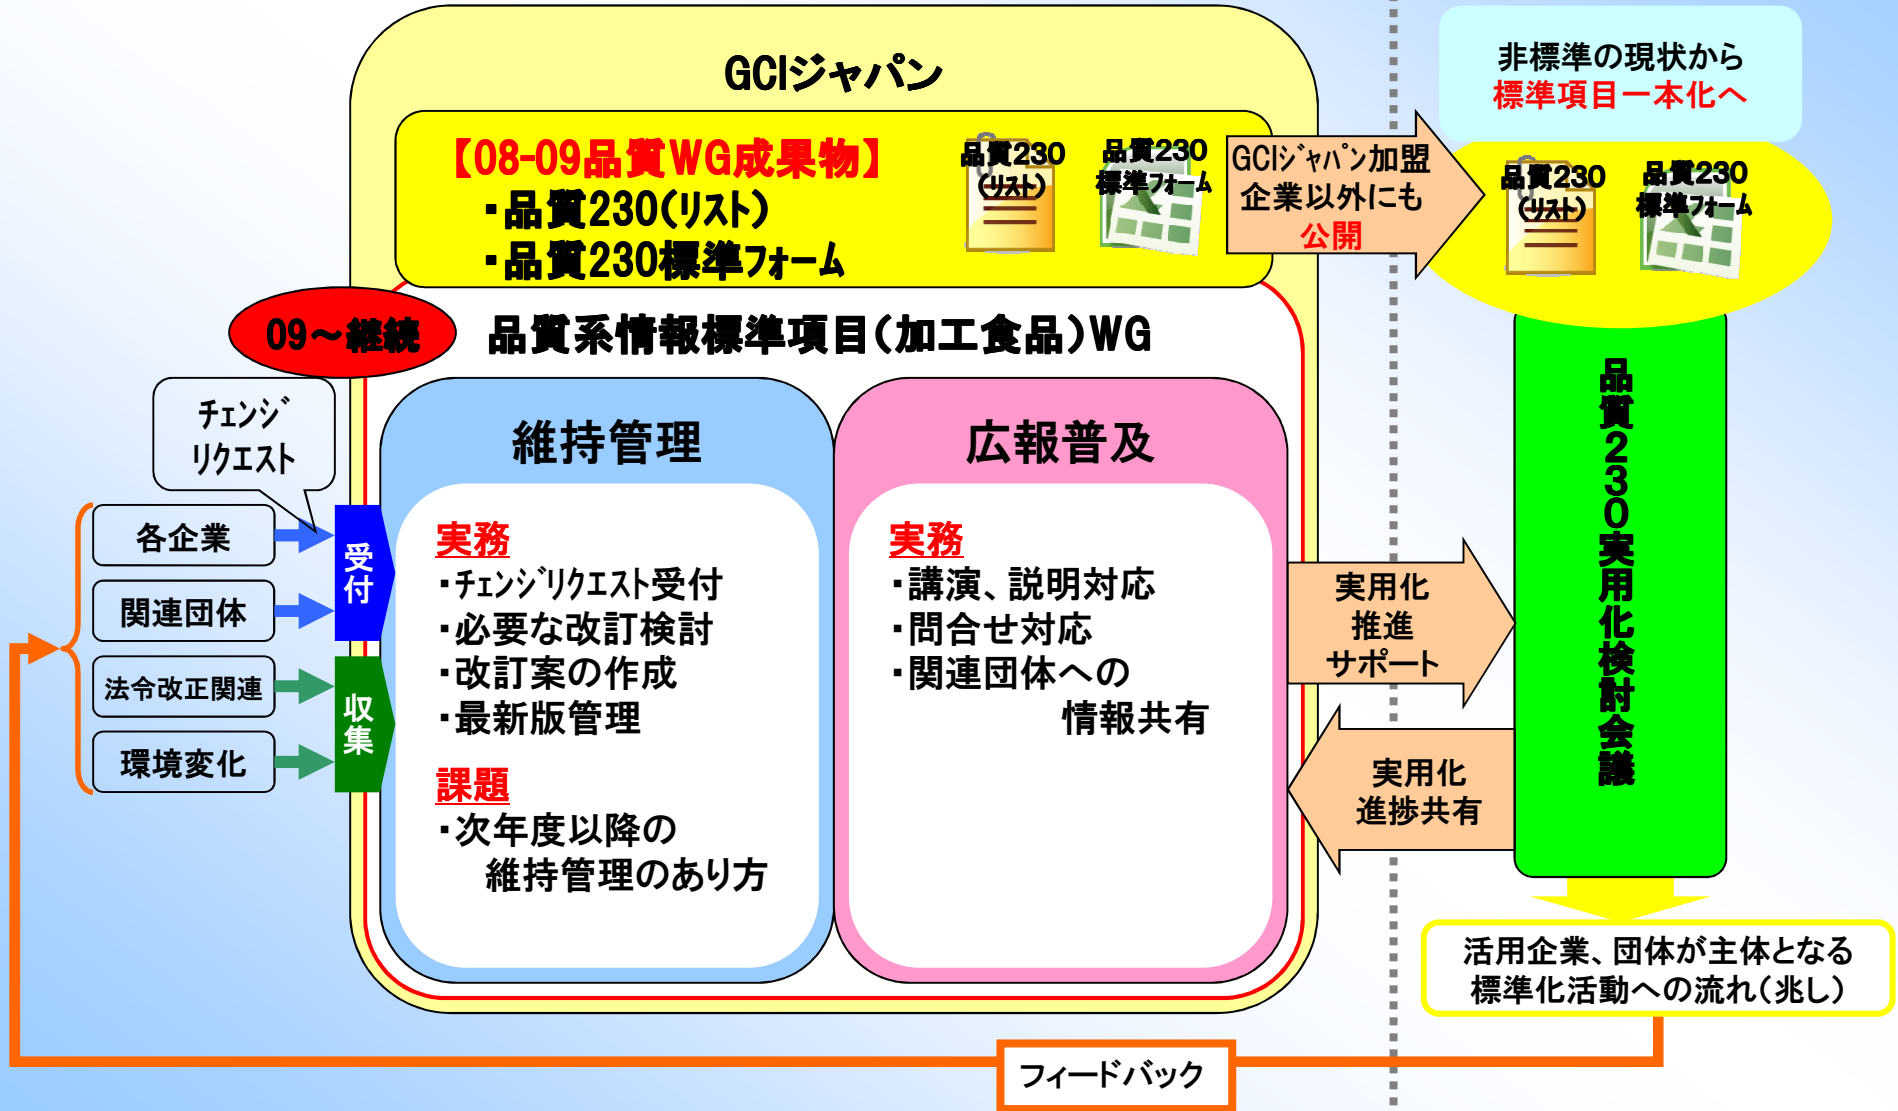 GCIジャパン
【08-09品質WG成果物】
・品質230(リスト)
・品質230標準フォーム
品質230
(リスト)
品質230
標準フォーム
GCIジャパン加盟
企業以外にも
公開
非標準の現状から
標準項目一本化へ
品質230
(リスト)
品質230
標準フォーム
09～継続
品質系情報標準項目(加工食品)WG
チェンジ
リクエスト
各企業
関連団体
法令改正関連
環境変化
受付
収集
維持管理
実務
・チェンジリクエスト受付
・必要な改訂検討
・改訂案の作成
・最新版管理
課題
・次年度以降の
維持管理のあり方
広報普及
実務
・講演、説明対応
・問合せ対応
・関連団体への
情報共有
実用化
推進
サポート
実用化
進捗共有
品質230実用化検討会議
活用企業、団体が主体となる
標準化活動への流れ(兆し)
フィードバック